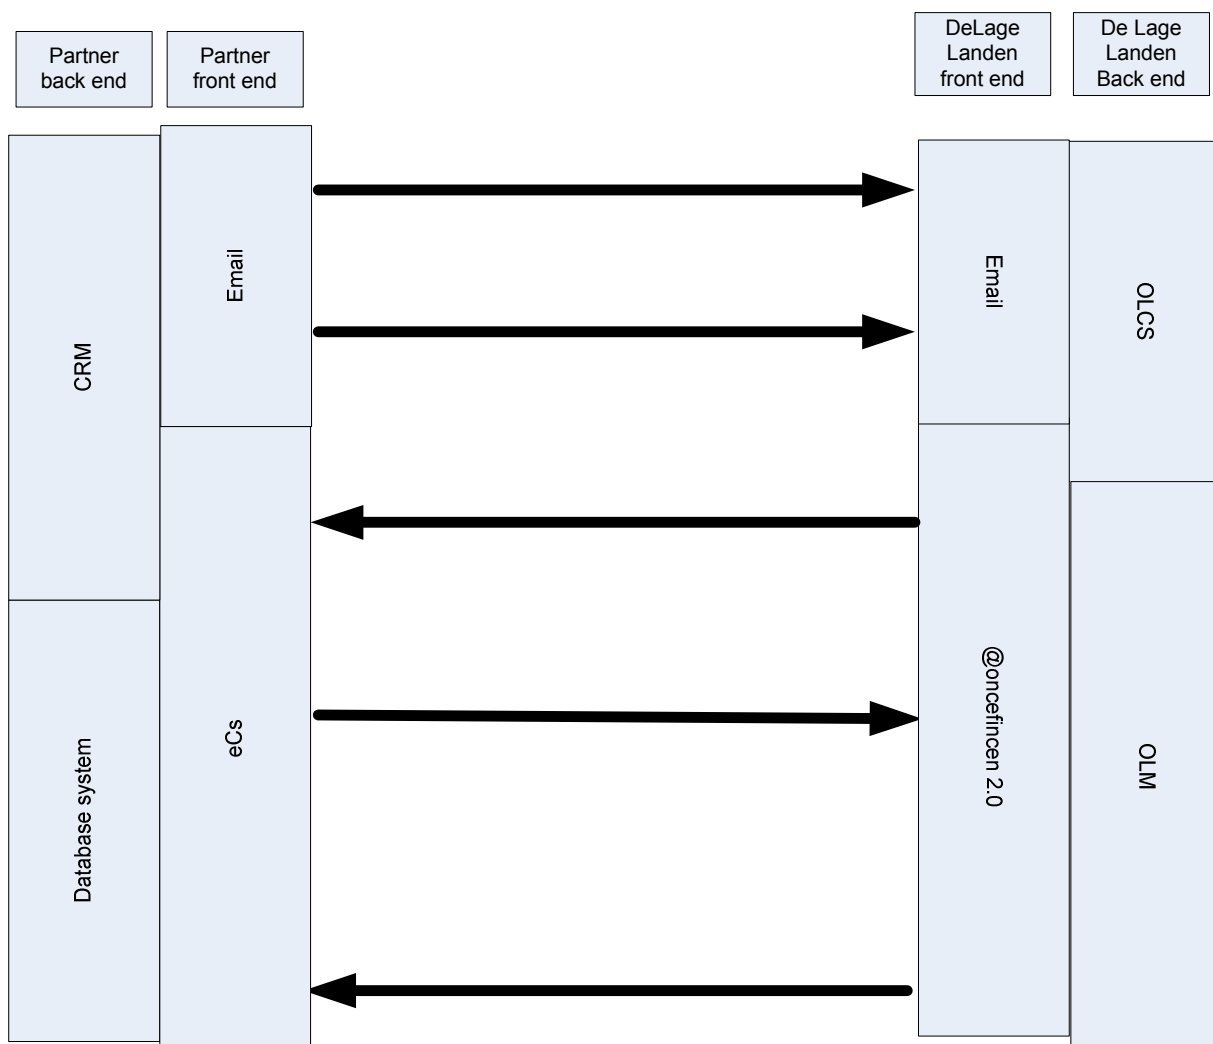 Partner
back end
Partner
front end
DeLage
Landen
front end
De Lage
Landen
Back end
CRM
Email
Email
OLCS
Database system
eCs
@oncefincen 2.0
OLM